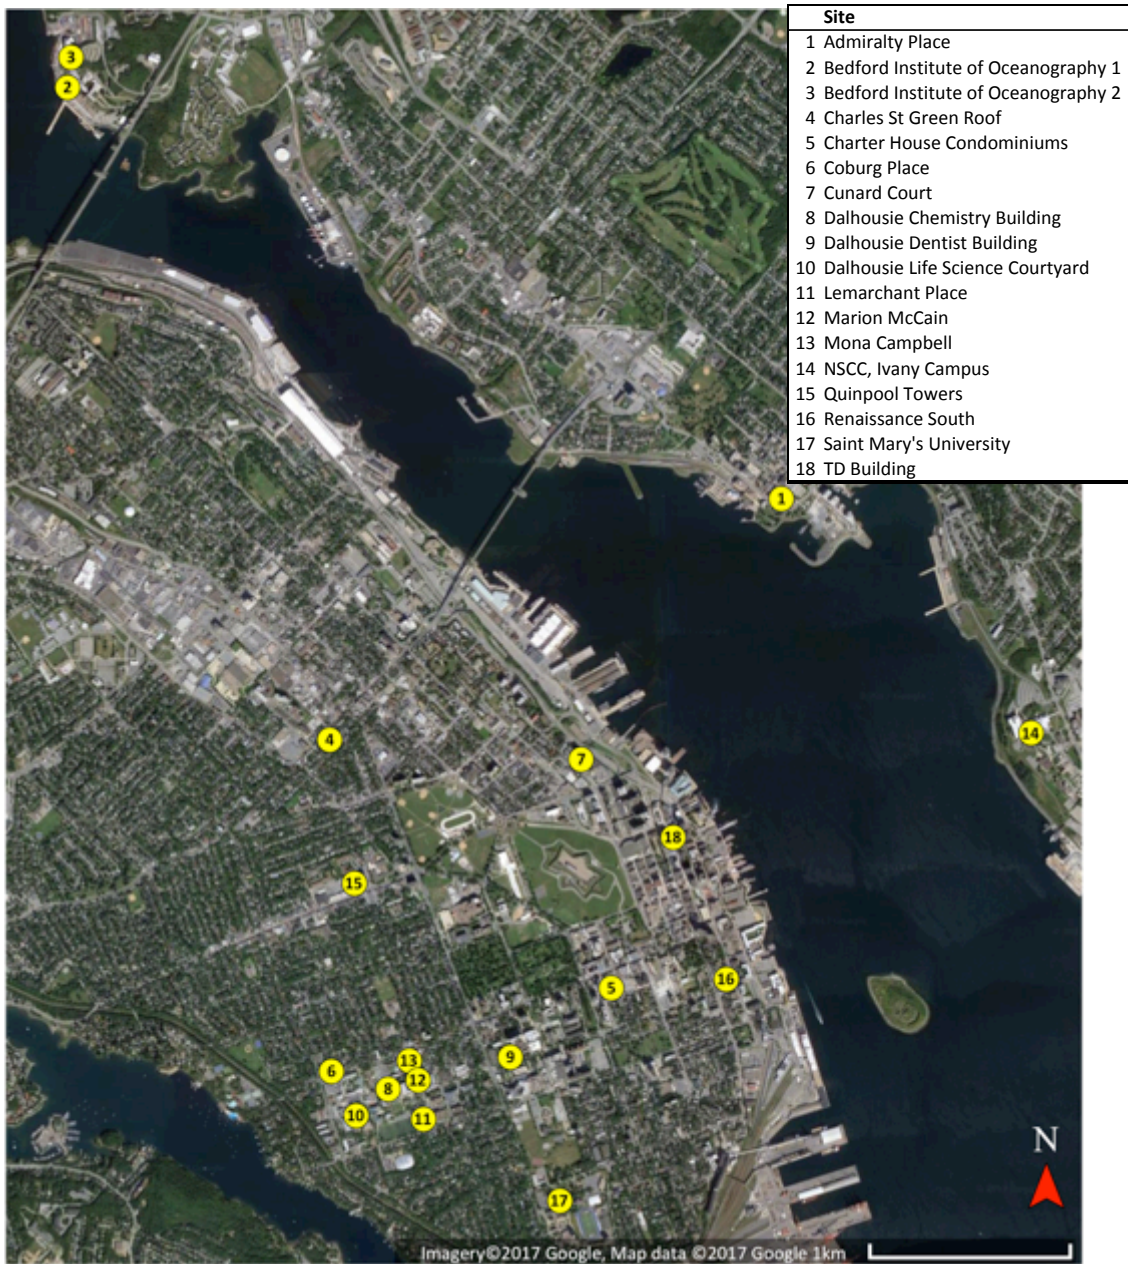 Site
1 Admiralty Place
2 Bedford Institute of Oceanography 1
3 Bedford Institute of Oceanography 2
4 Charles St Green Roof
5 Charter House Condominiums
6 Coburg Place
7 Cunard Court
8 Dalhousie Chemistry Building
9 Dalhousie Dentist Building
10 Dalhousie Life Science Courtyard
11 Lemarchant Place
12 Marion McCain
13 Mona Campbell
14 NSCC, Ivany Campus
15 Quinpool Towers
16 Renaissance South
17 Saint Mary's University
18 TD Building
3
2
1
14
4
7
18
15
5
16
9
13
6
12
8
10
11
17
N
Imagery©2017 Google, Map data ©2017 Google 1km